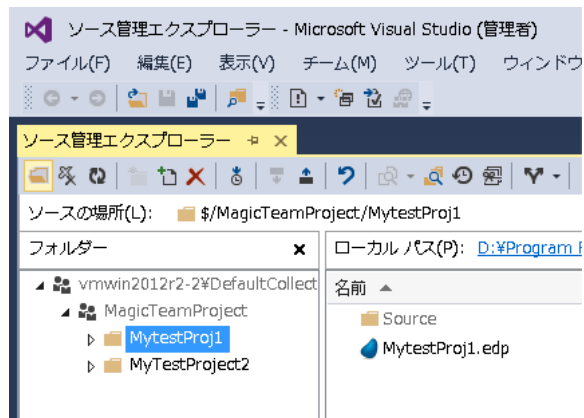 ソース管理エクスプローラー - Microsoft Visual Studio (管理者)
ファイル(F) 編集(E) 表示(V) チーム(M) ツール(T) ウィンドウ
ソース管理エクスプローラー
ソースの場所(L): $/MagicTeamProject/MytestProj1
フォルダー
ローカル パス(P): D:¥Program F
vmwin2012r2-2¥DefaultCollect
名前
MagicTeamProject
Source
MytestProj1
MytestProj1.edp
MyTestProject2